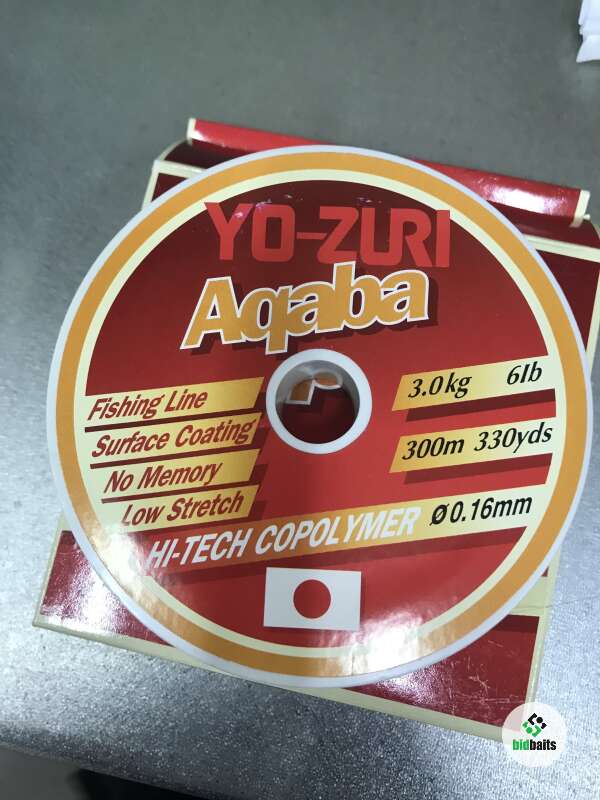 YO-ZURI
Aqaba
Fishing Line
Surface Coating
No Memory
Low Stretch
3.0kg 6lb
300m 330yds
HI-TECH COPOLYMER ø0.16mm
bidbaits